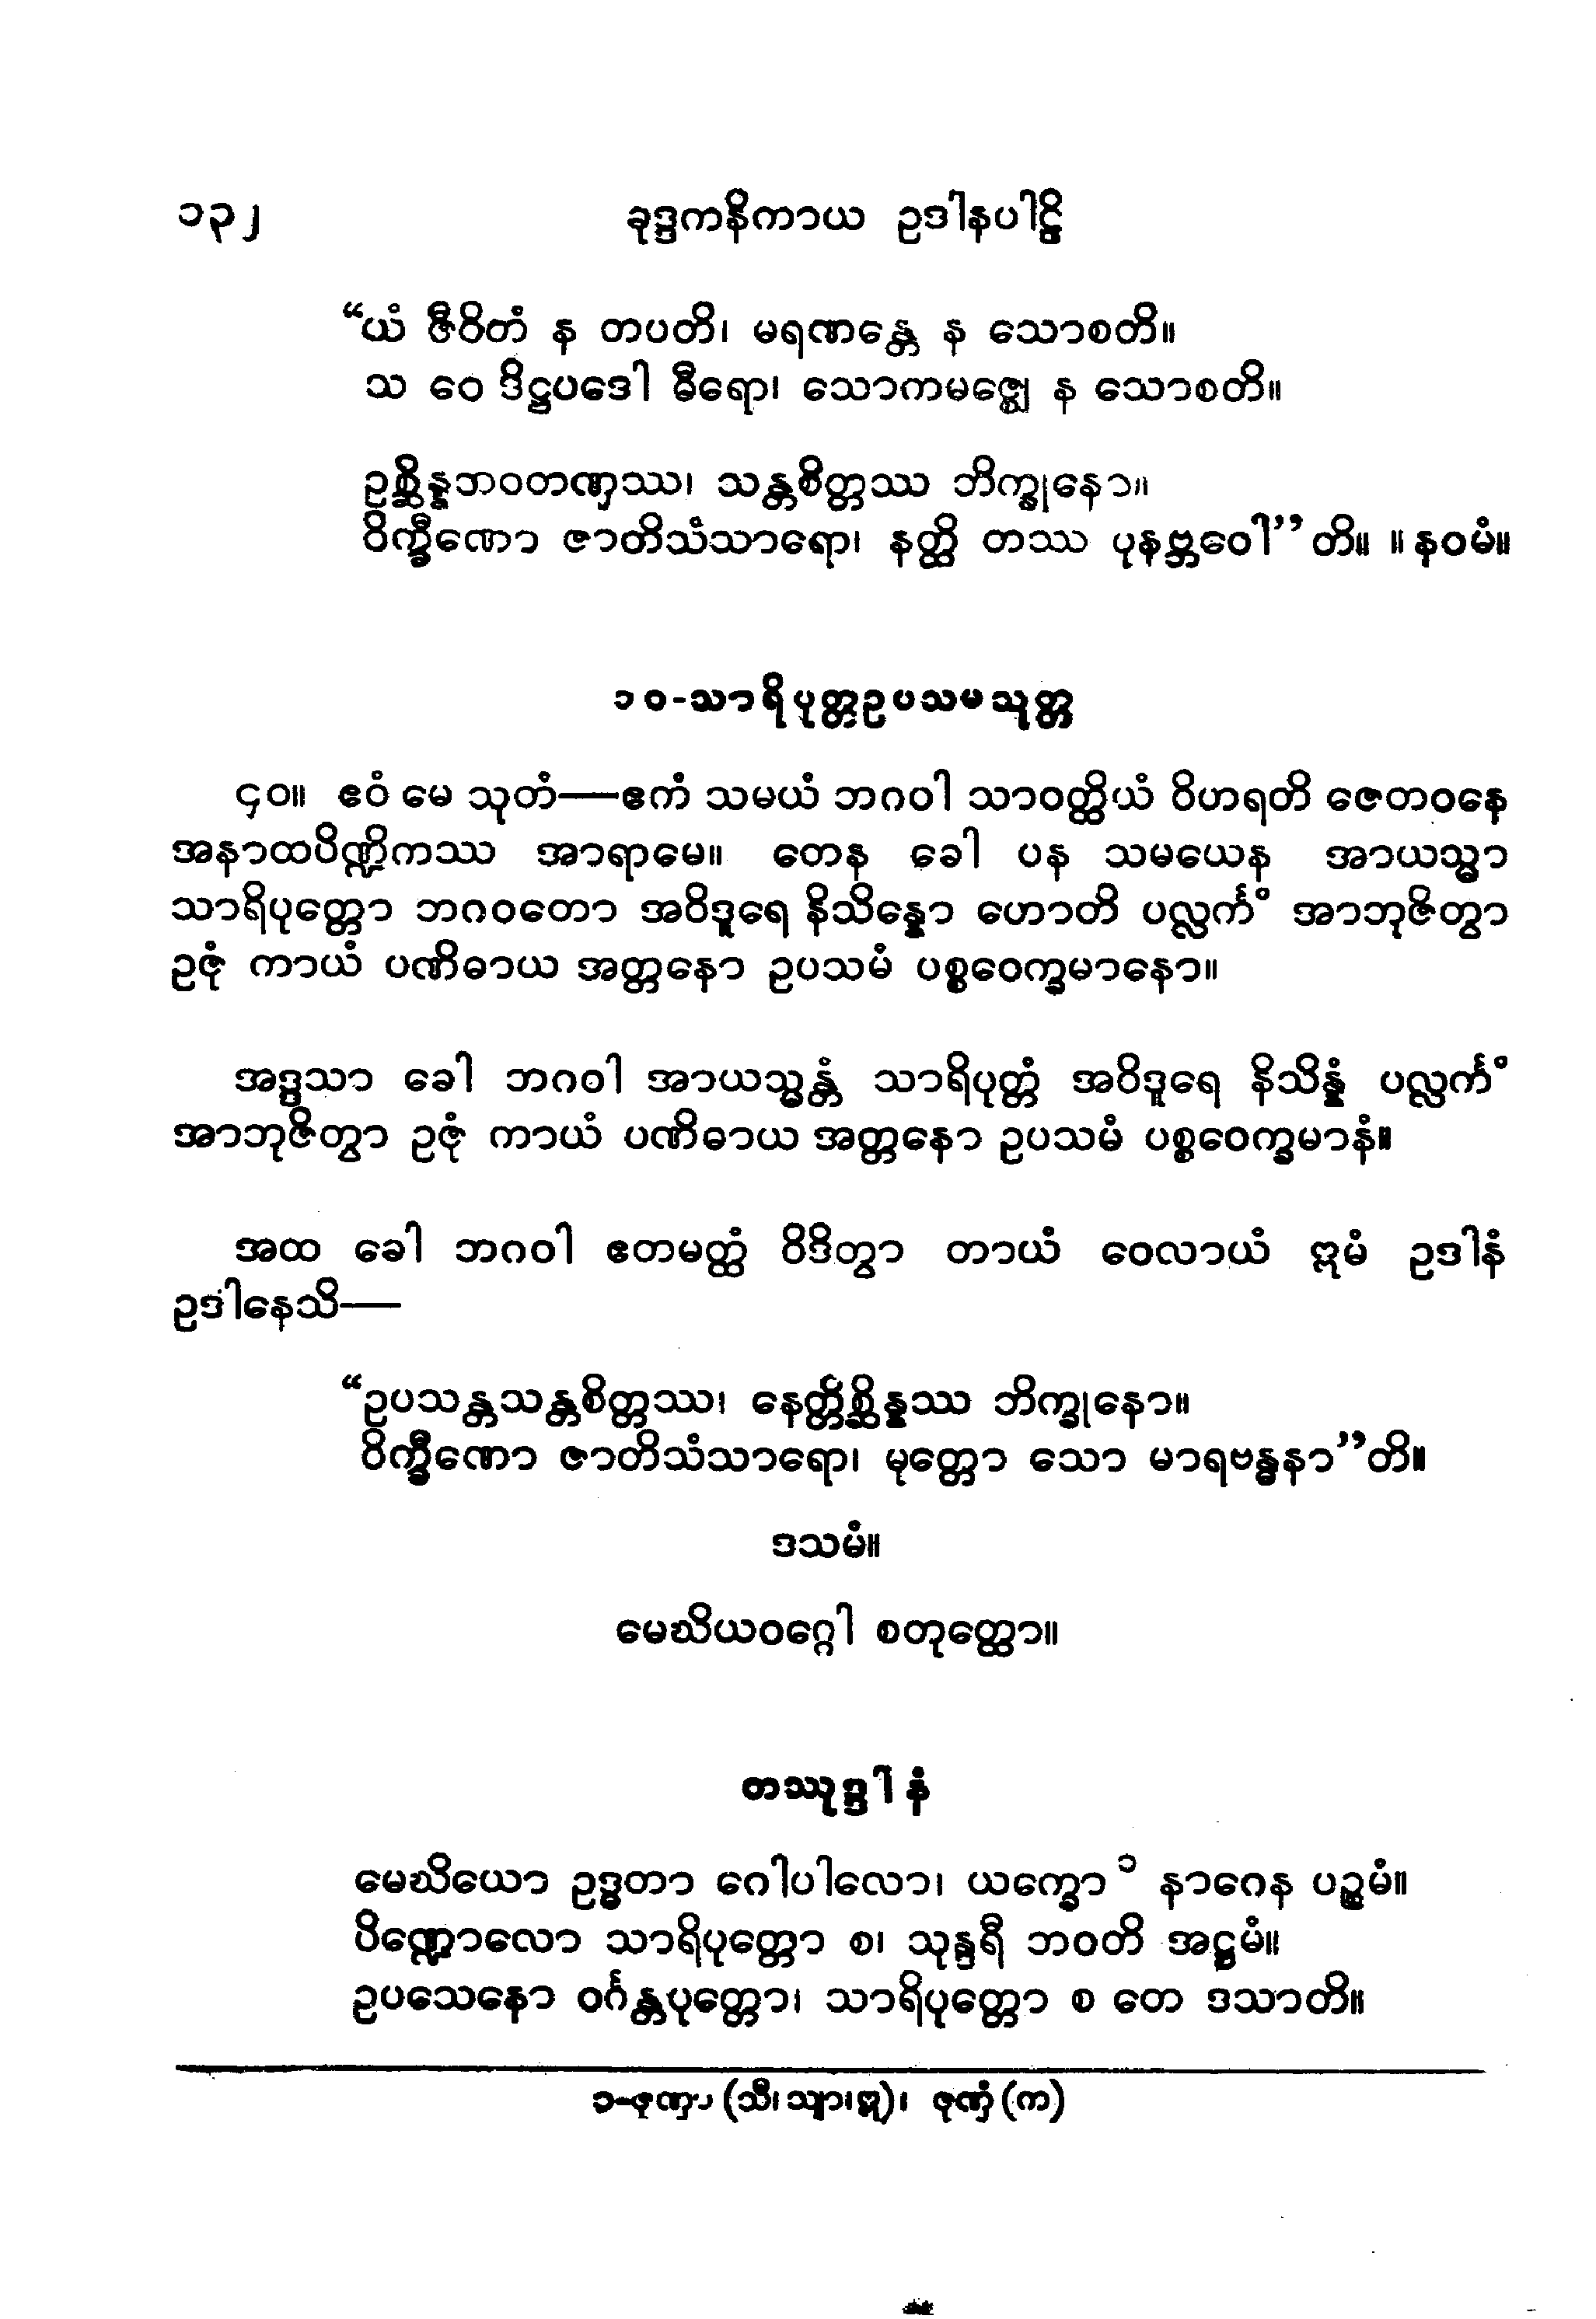 ၁၃၂ ခုဒ္ဒကနိကာယ ဥဒါနပါဠိ
“ယံ ဇီဝိတံ န တပတိ၊ မရဏန္တေ န သောစတိ။
သ ဝေ ဒိဋ္ဌပဒေါ ဓီရော၊ သောကမဇ္ဈေ န သောစတိ။
ဥစ္ဆိန္နဘဝတဏှဿ၊ သန္တစိတ္တဿ ဘိက္ခုနော။
ဝိက္ခီဏော ဇာတိသံသာရော၊ နတ္ထိ တဿ ပုနဗ္ဘဝေါ”တိ။ ။နဝမံ။
၁၀-သာရိပုတ္တဥပသမသုတ္တ
၄၀။ ဧဝံ မေ သုတံ—ဧကံ သမယံ ဘဂဝါ သာဝတ္ထိယံ ဝိဟရတိ ဇေတဝနေ
အနာထပိဏ္ဍိကဿ အာရာမေ။ တေန ခေါ ပန သမယေန အာယသ္မာ
သာရိပုတ္တော ဘဂဝတော အဝိဒူရေ နိသိန္နော ဟောတိ ပလ္လင်္ကံ အာဘုဇိတွာ
ဥဇုံ ကာယံ ပဏိဓာယ အတ္တနော ဥပသမံ ပစ္စဝေက္ခမာနော။
အဒ္ဒသာ ခေါ ဘဂဝါ အာယသ္မန္တံ သာရိပုတ္တံ အဝိဒူရေ နိသိန္နံ ပလ္လင်္ကံ
အာဘုဇိတွာ ဥဇုံ ကာယံ ပဏိဓာယ အတ္တနော ဥပသမံ ပစ္စဝေက္ခမာနံ။
အထ ခေါ ဘဂဝါ ဧတမတ္ထံ ဝိဒိတွာ တာယံ ဝေလာယံ ဣမံ ဥဒါနံ
ဥဒါနေသိ—
“ဥပသန္တသန္တစိတ္တဿ၊ နေတ္တိစ္ဆိန္နဿ ဘိက္ခုနော။
ဝိက္ခီဏော ဇာတိသံသာရော၊ မုတ္တော သော မာရဗန္ဓနာ”တိ။
ဒသမံ။
မေဃိယဝဂ္ဂေါ စတုတ္ထော။
တဿုဒ္ဒါနံ
မေဃိယော ဥဒ္ဓတာ ဂေါပါလော၊ ယက္ခော ၁ နာဂေန ပဉ္စမံ။
ပိဏ္ဍောလော သာရိပုတ္တော စ၊ သုန္ဒရီ ဘဝတိ အဋ္ဌမံ။
ဥပသေနော ဝင်္ဂန္တပုတ္တော၊ သာရိပုတ္တော စ တေ ဒသာတိ။
၁-ဇုဏှာ (သီ၊ သျာ၊ ဣ)၊ ဇုဏှံ (က)